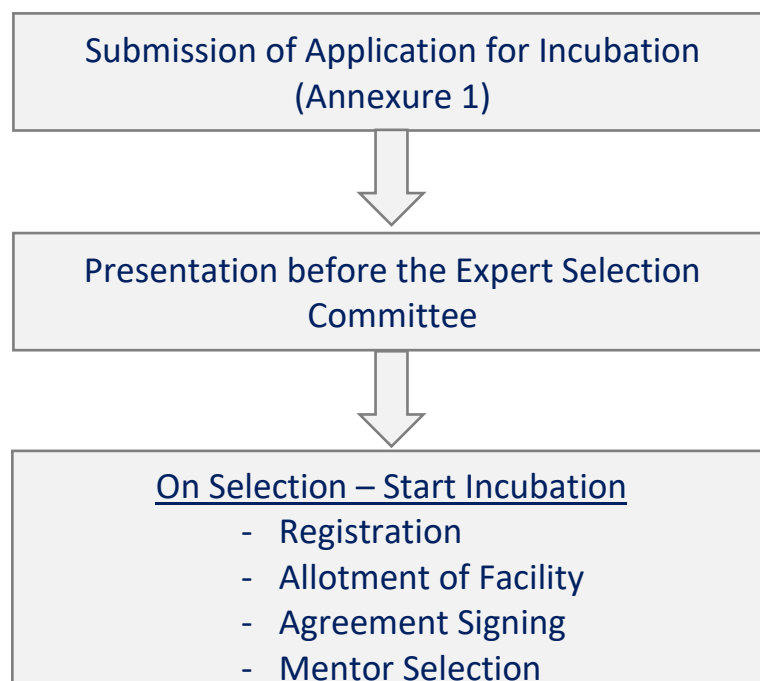 Submission of Application for Incubation
(Annexure 1)
Presentation before the Expert Selection
Committee
On Selection – Start Incubation
- Registration
- Allotment of Facility
- Agreement Signing
- Mentor Selection